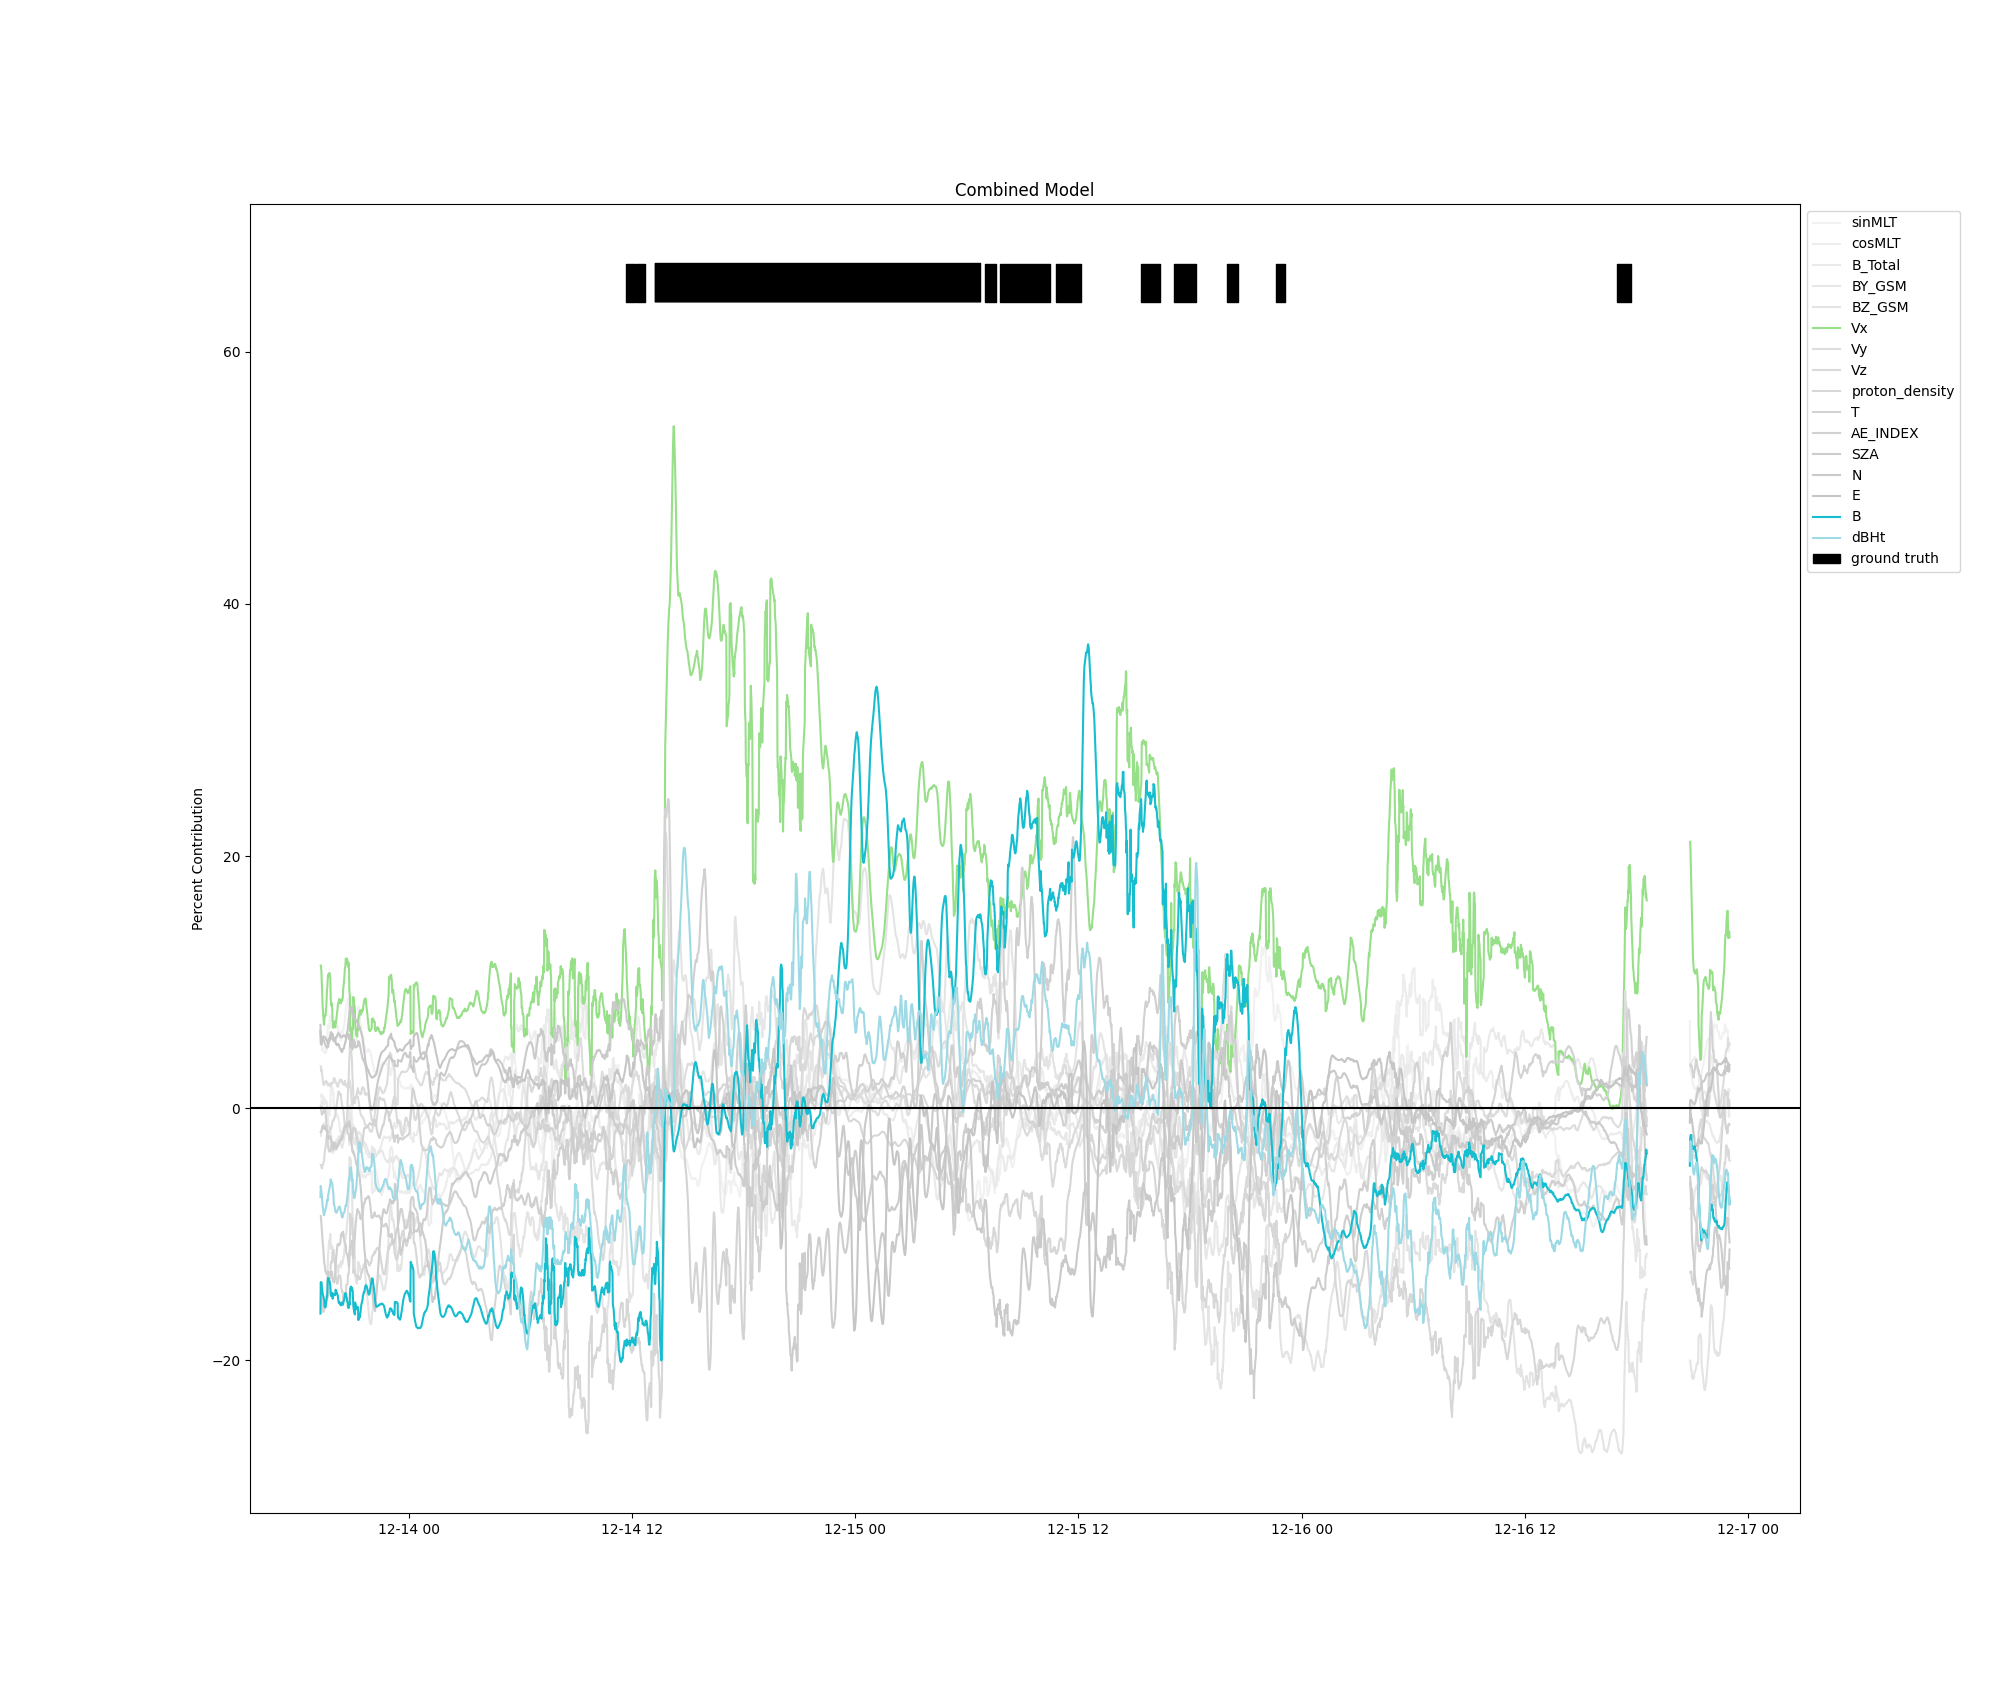 Combined Model
sinMLT
cosMLT
B_Total
BY_GSM
BZ_GSM
Vx
Vy
Vz
proton_density
T
AE_INDEX
SZA
N
E
B
dBHt
ground truth
Percent Contribution
60
40
20
0
−20
12-14 00
12-14 12
12-15 00
12-15 12
12-16 00
12-16 12
12-17 00